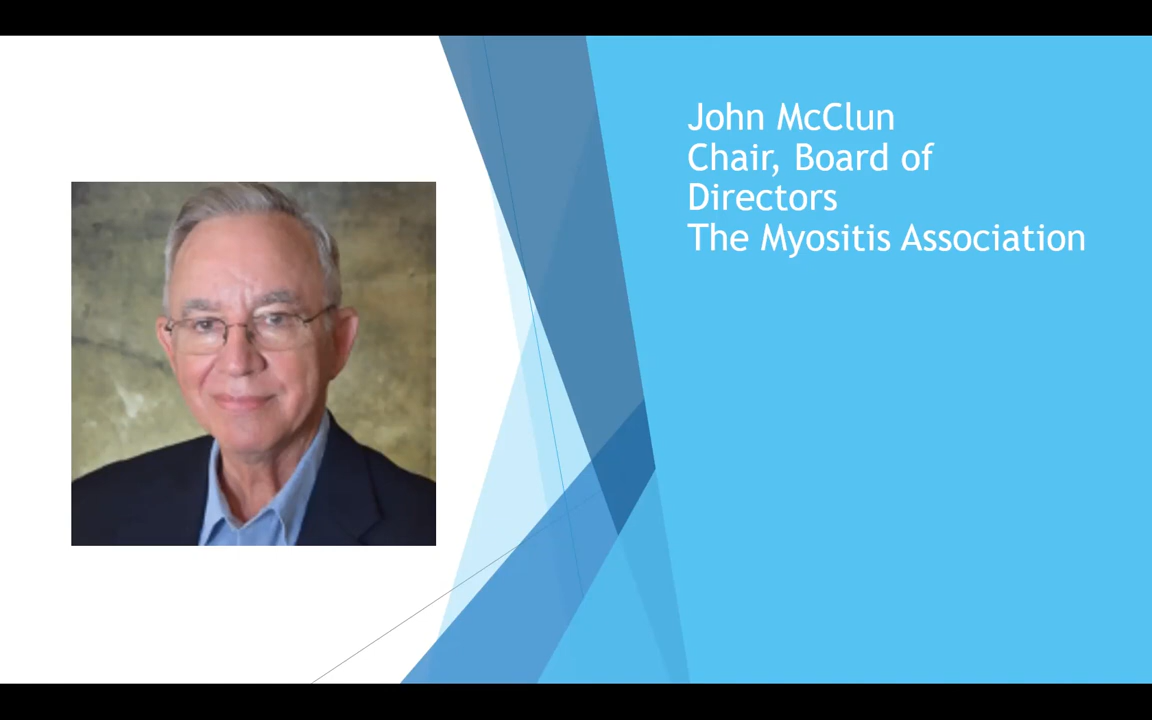 John McClun
Chair, Board of
Directors
The Myositis Association